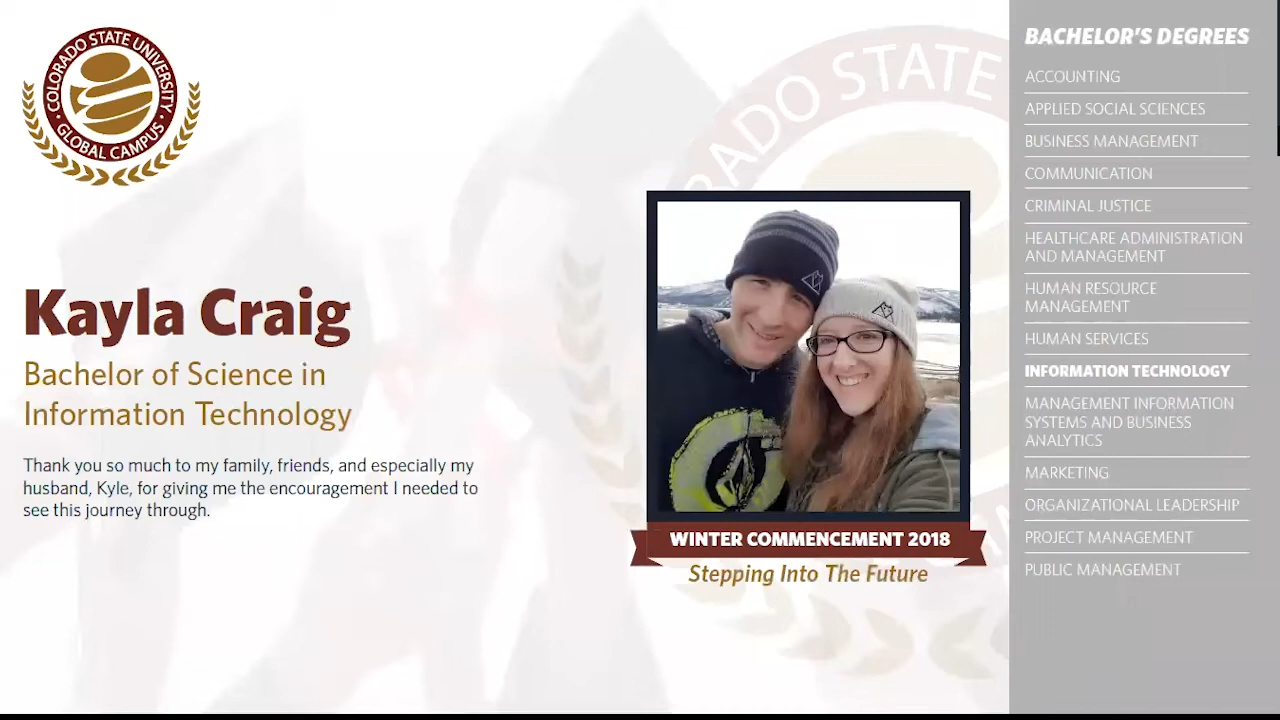 COLORADO STATE UNIVERSITY
GLOBAL CAMPUS
Kayla Craig
Bachelor of Science in
Information Technology
Thank you so much to my family, friends, and especially my
husband, Kyle, for giving me the encouragement I needed to
see this journey through.
ADO STATE
WINTER COMMENCEMENT 2018
Stepping Into The Future
BACHELOR'S DEGREES
ACCOUNTING
APPLIED SOCIAL SCIENCES
BUSINESS MANAGEMENT
COMMUNICATION
CRIMINAL JUSTICE
HEALTHCARE ADMINISTRATION
AND MANAGEMENT
HUMAN RESOURCE
MANAGEMENT
HUMAN SERVICES
INFORMATION TECHNOLOGY
MANAGEMENT INFORMATION
SYSTEMS AND BUSINESS
ANALYTICS
MARKETING
ORGANIZATIONAL LEADERSHIP
PROJECT MANAGEMENT
PUBLIC MANAGEMENT